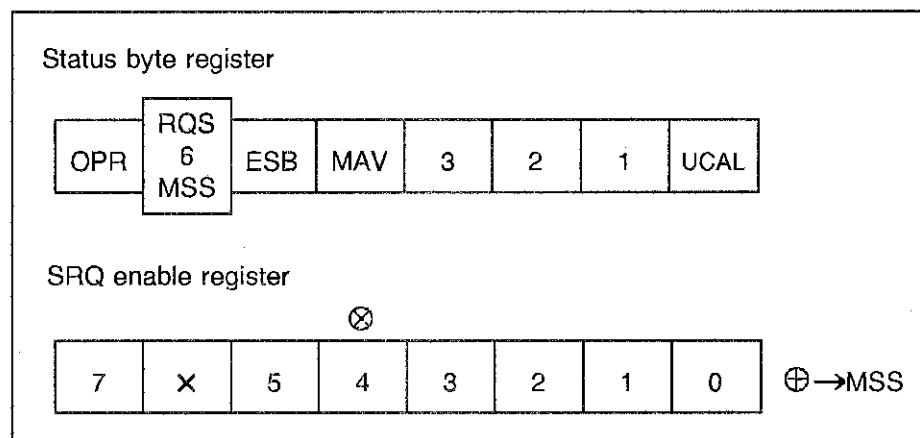 Status byte register
OPR RQS 6 MSS ESB MAV 3 2 1 UCAL
SRQ enable register
⊗
7 × 5 4 3 2 1 0 ⊕→MSS